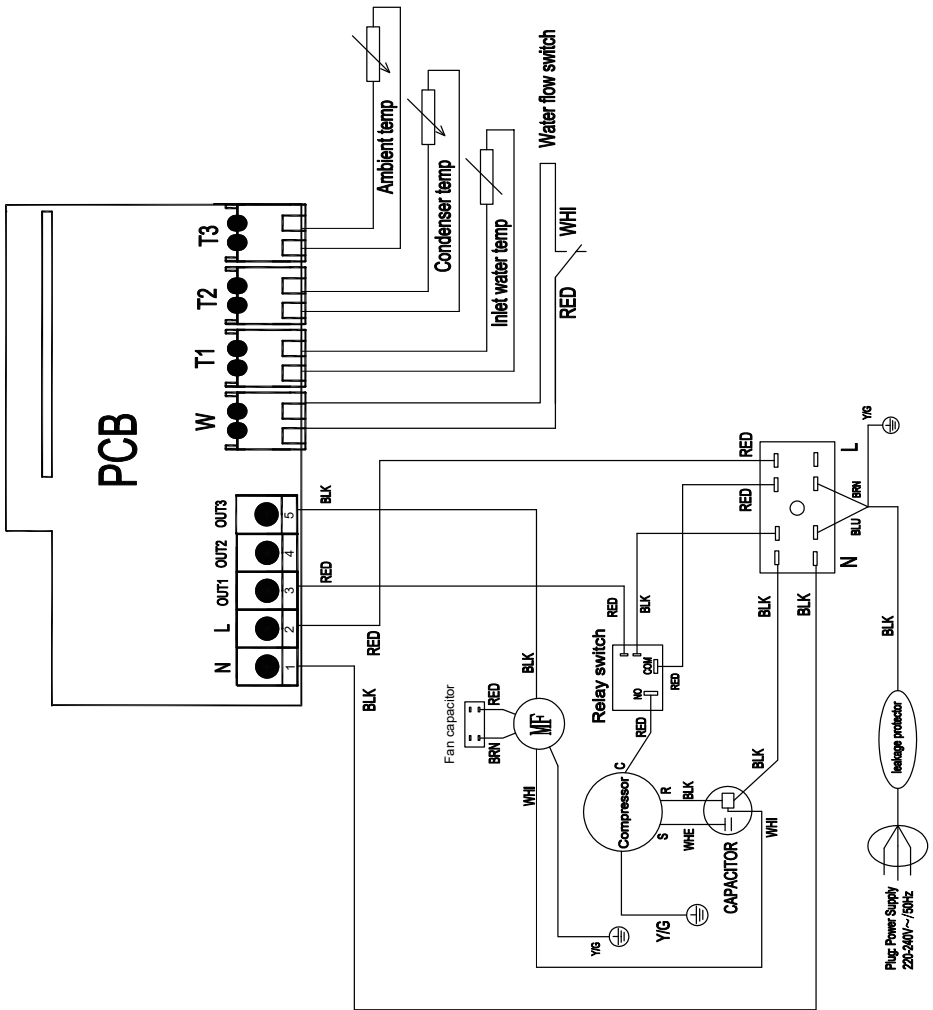 PCB
Ambient temp
Condenser temp
Inlet water temp
Water flow switch
T3
T2
T1
W
WHI
RED
OUT3
OUT2
OUT1
L
N
5
4
3
2
1
BLK
RED
RED
BLK
Fan capacitor
RED
BRN
BLK
MF
WHI
Y/G
Relay switch
RED
BLK
COM
NO
RED
RED
Compressor
C
R
S
BLK
WHE
Y/G
CAPACITOR
BLK
WHI
RED
RED
L
N
BRN
BLU
Y/G
BLK
BLK
BLK
leakage protector
Plug: Power Supply
220-240V~/50Hz